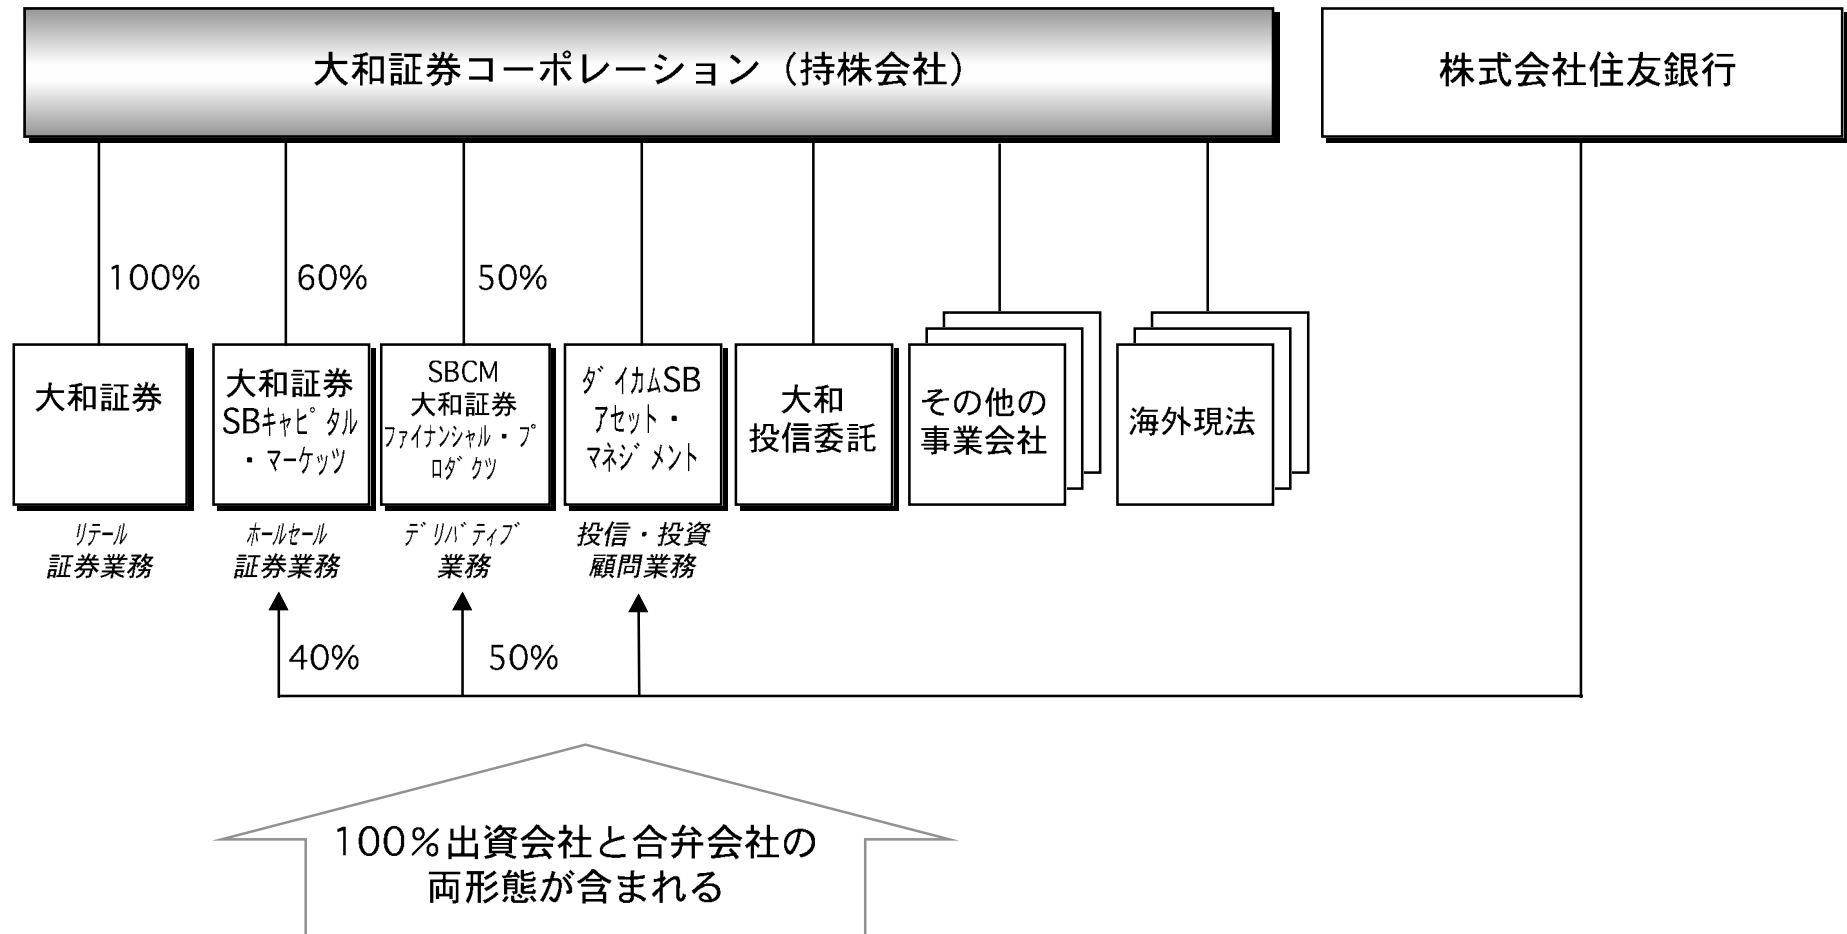 大和証券コーポレーション（持株会社）
株式会社住友銀行
100%
60%
50%
大和証券
大和証券
SBｷｬﾋﾟﾀﾙ
・ﾏｰｹｯﾂ
SBCM
大和証券
ﾌｧｲﾅﾝｼｬﾙ・ﾌﾟ
ﾛﾀﾞｸﾂ
ﾀﾞｲｶﾑSB
ｱｾｯﾄ・
ﾏﾈｼﾞﾒﾝﾄ
大和
投信委託
その他の
事業会社
海外現法
ﾘﾃｰﾙ
証券業務
ﾎｰﾙｾｰﾙ
証券業務
ﾃﾞﾘﾊﾞﾃｨﾌﾞ
業務
投信・投資
顧問業務
40%
50%
100%出資会社と合弁会社の
両形態が含まれる